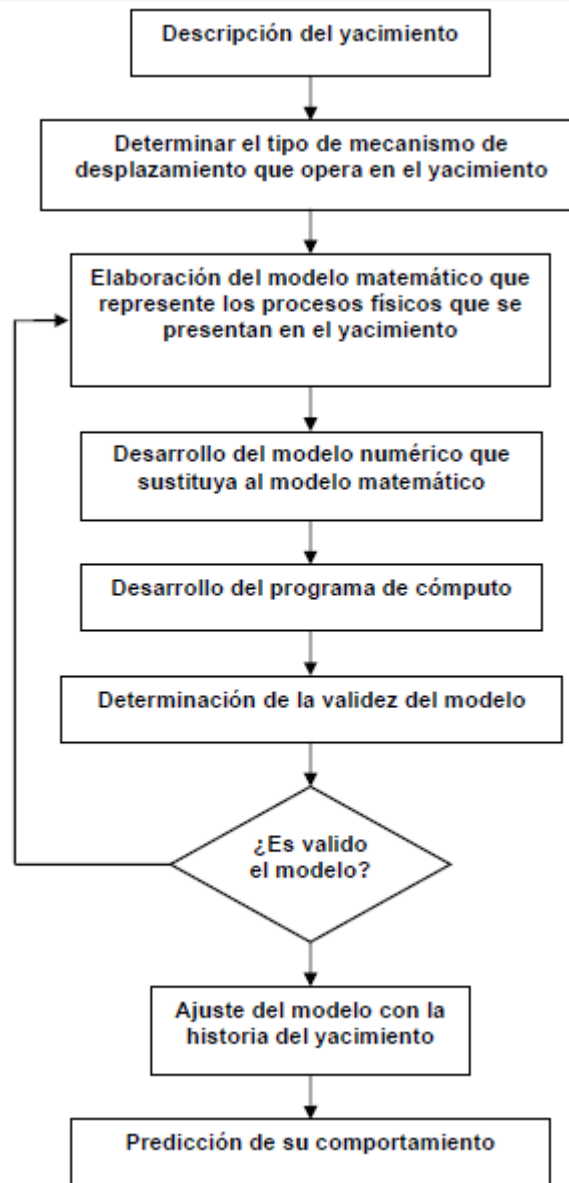 Descripción del yacimiento
Determinar el tipo de mecanismo de
desplazamiento que opera en el yacimiento
Elaboración del modelo matemático que
represente los procesos físicos que se
presentan en el yacimiento
Desarrollo del modelo numérico que
sustituya al modelo matemático
Desarrollo del programa de cómputo
Determinación de la validez del modelo
¿Es valido
el modelo?
Ajuste del modelo con la
historia del yacimiento
Predicción de su comportamiento